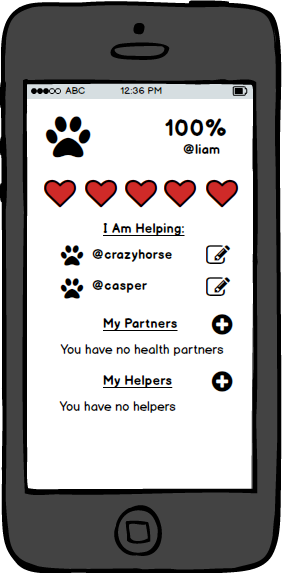 ABC 12:36 PM
100%
@liam
I Am Helping:
@crazyhorse
@casper
My Partners
You have no health partners
My Helpers
You have no helpers